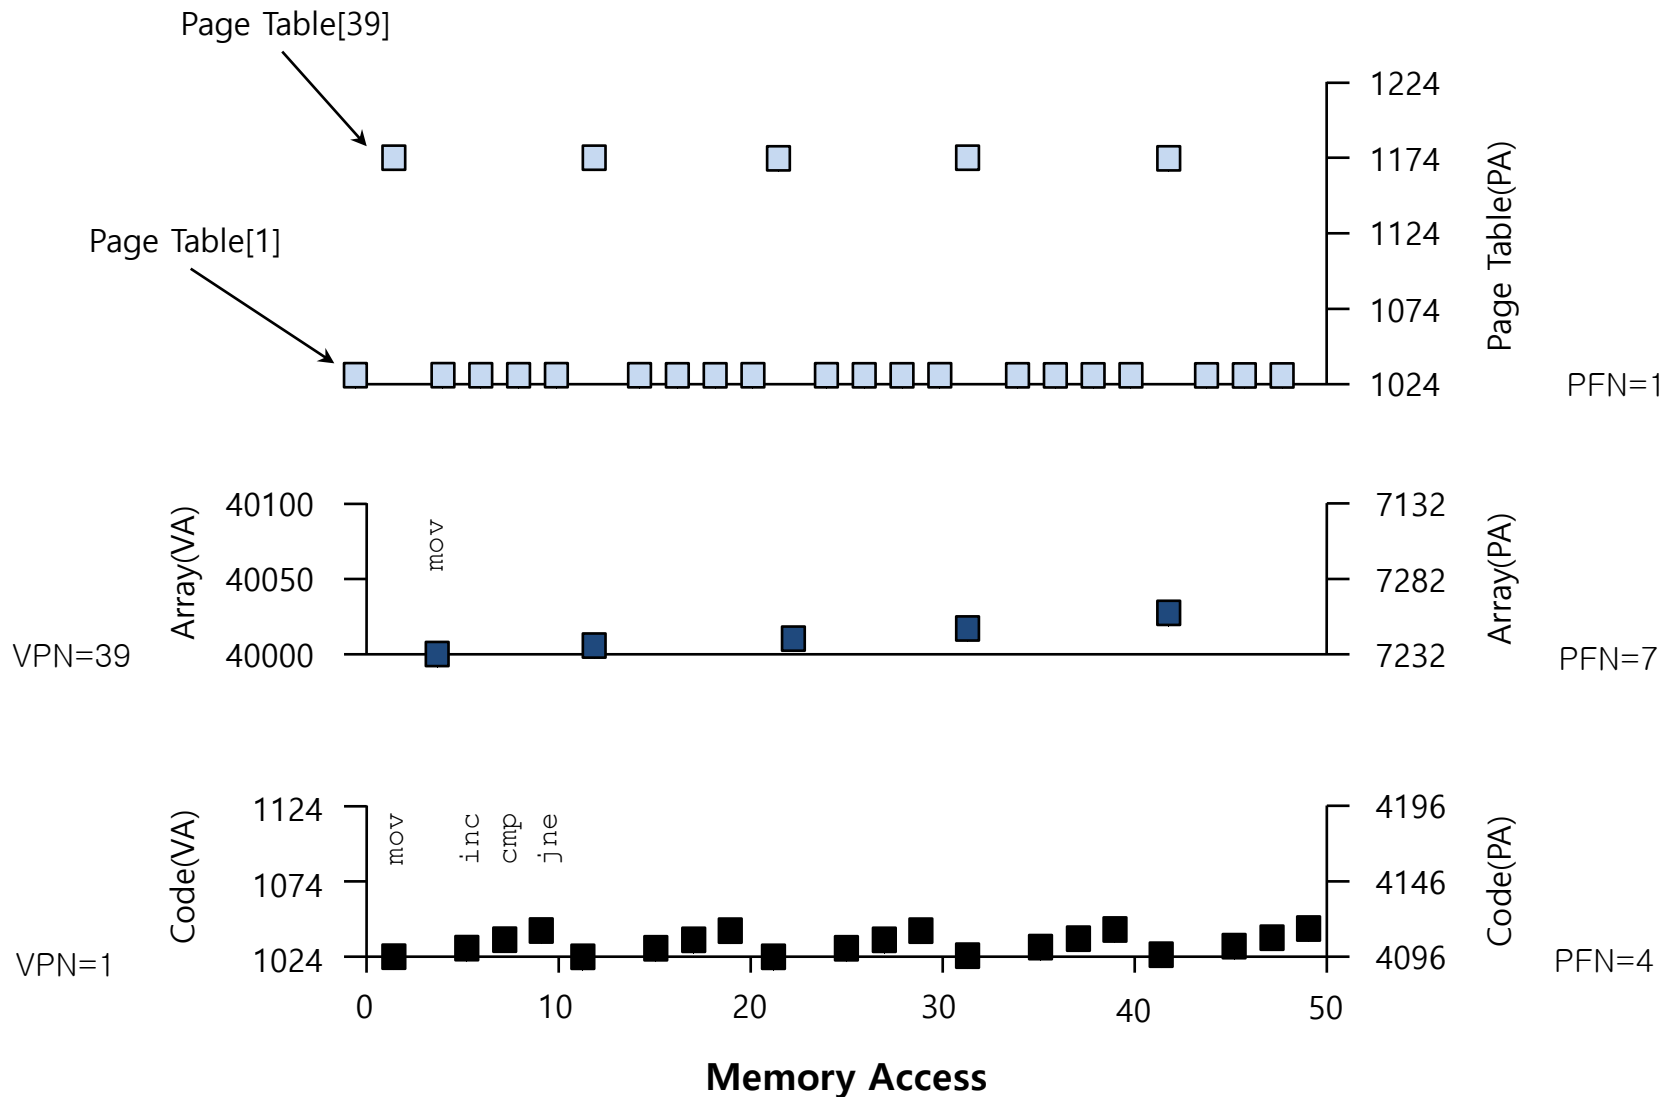 Page Table[39]
1224
1174
Page Table[1]
1124
1074
1024
Page Table(PA)
PFN=1
40100
40050
40000
Array(VA)
VPN=39
mov
7132
7282
7232
Array(PA)
PFN=7
1124
1074
1024
Code(VA)
VPN=1
mov
inc
cmp
jne
4196
4146
4096
Code(PA)
PFN=4
0 10 20 30 40 50
Memory Access